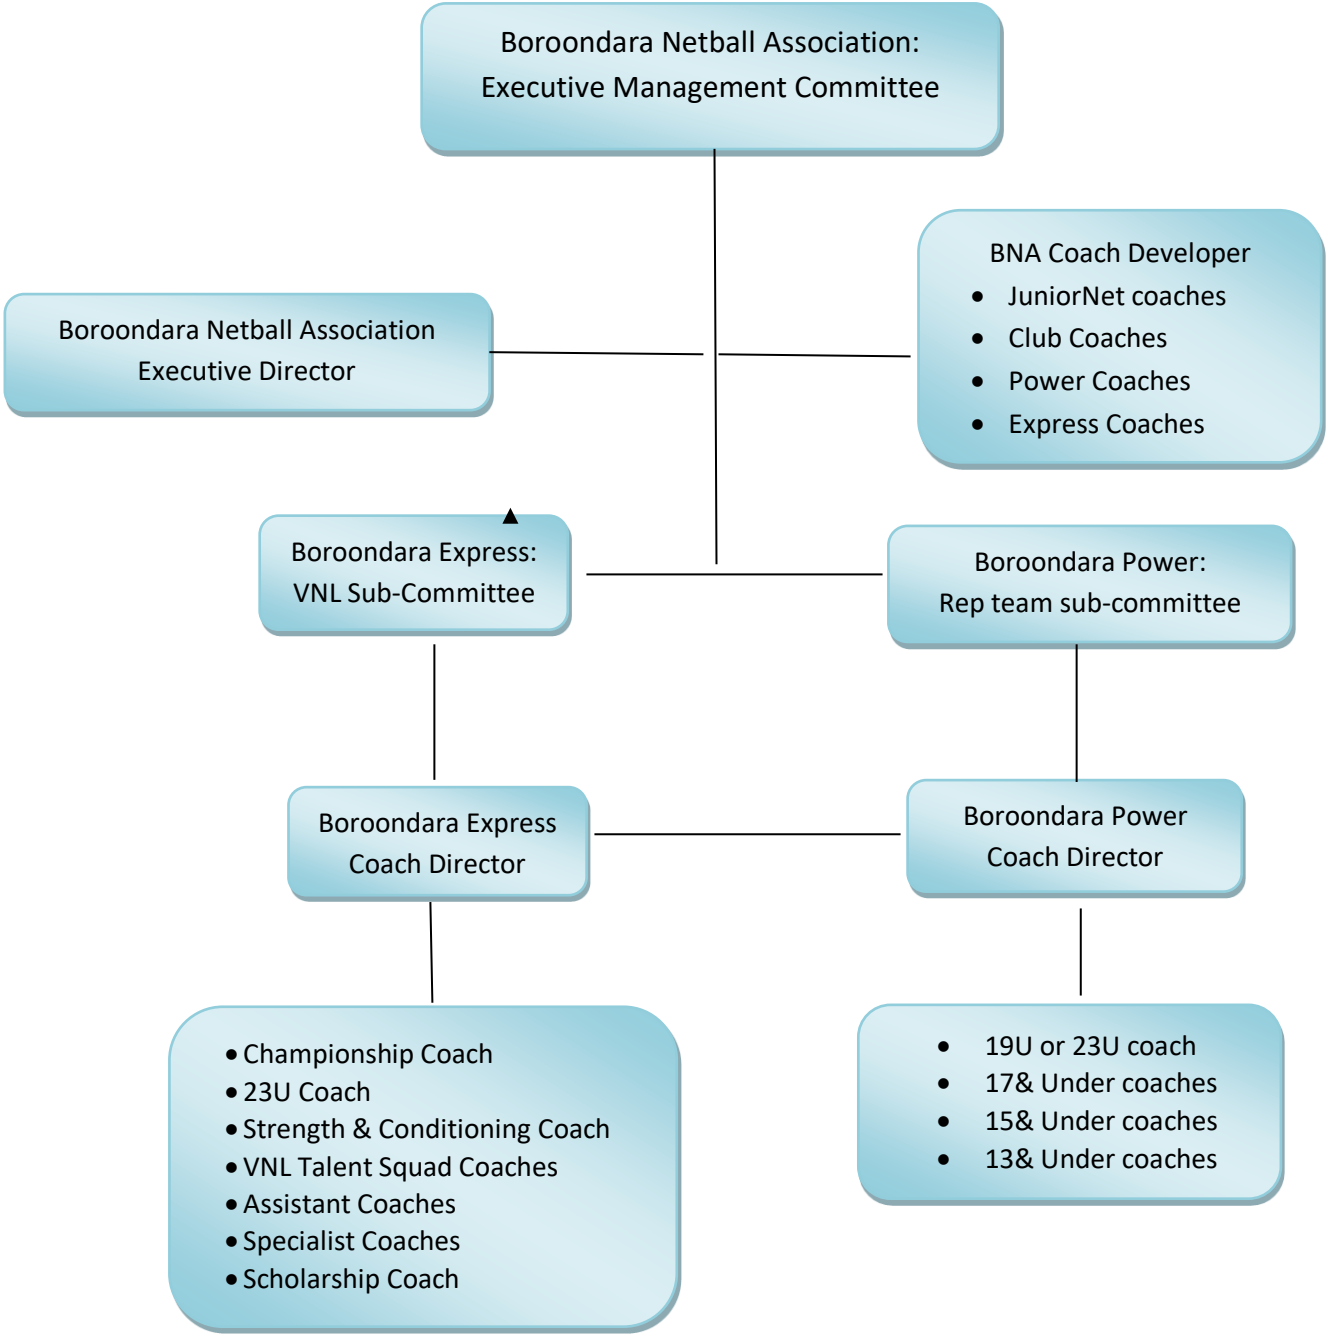 Boroondara Netball Association:
Executive Management Committee
BNA Coach Developer
• JuniorNet coaches
• Club Coaches
• Power Coaches
• Express Coaches
Boroondara Netball Association
Executive Director
Boroondara Express:
VNL Sub-Committee
Boroondara Power:
Rep team sub-committee
Boroondara Express
Coach Director
Boroondara Power
Coach Director
• Championship Coach
• 23U Coach
• Strength & Conditioning Coach
• VNL Talent Squad Coaches
• Assistant Coaches
• Specialist Coaches
• Scholarship Coach
• 19U or 23U coach
• 17& Under coaches
• 15& Under coaches
• 13& Under coaches